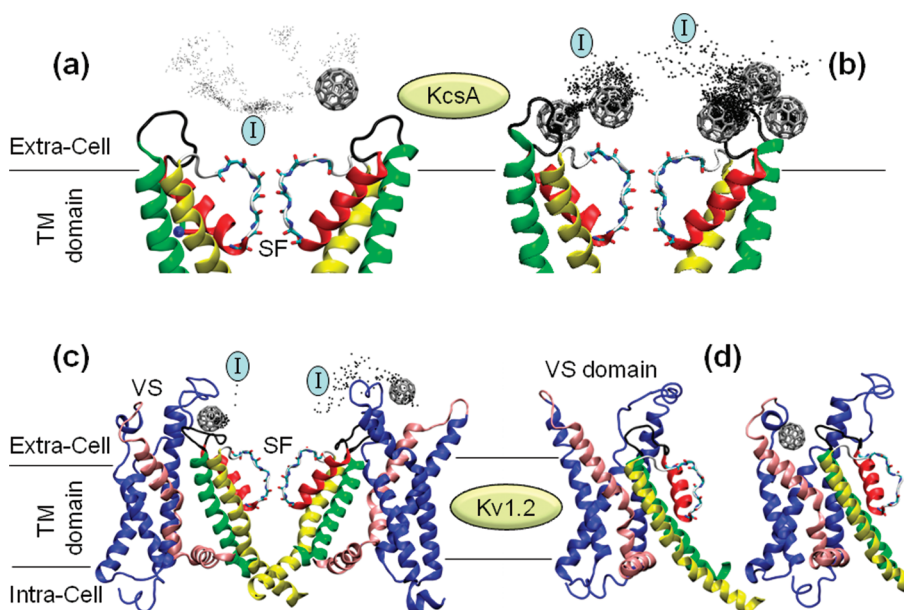 (a)
I
KcsA
I
I
(b)
Extra-Cell
TM
domain
SF
(c)
VS
I
SF
I
VS domain
(d)
Extra-Cell
TM
domain
Kv1.2
Intra-Cell